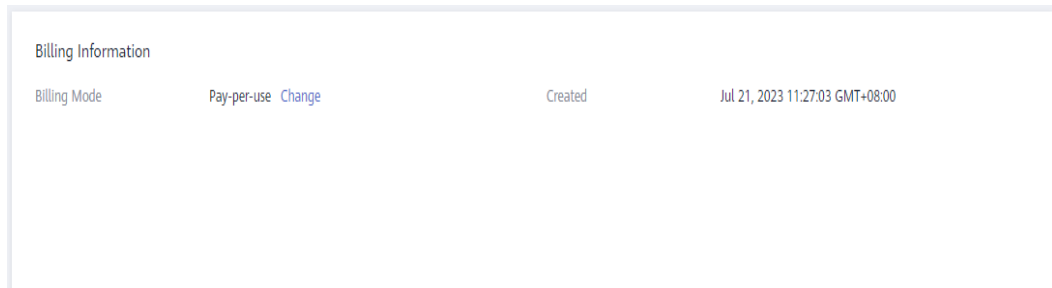 Billing Information
Billing Mode Pay-per-use Change Created Jul 21, 2023 11:27:03 GMT+08:00